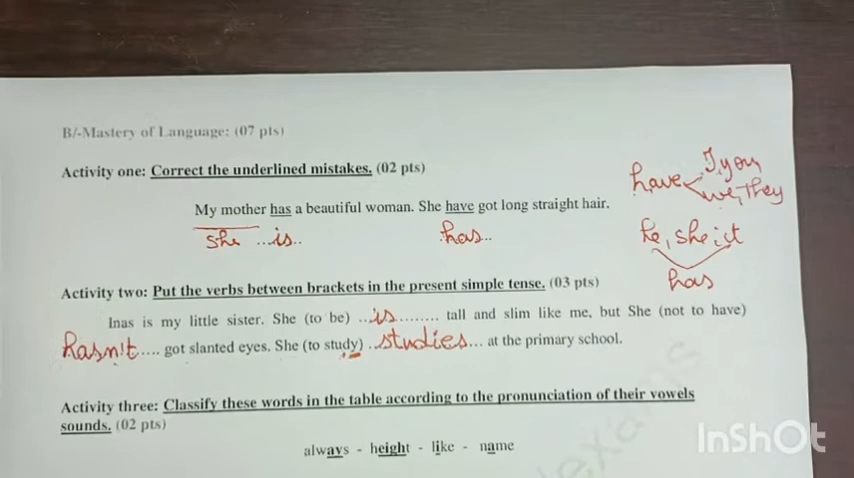 B/-Mastery of Language: (07 pts)
Activity one: Correct the underlined mistakes. (02 pts)
have I, you
we, They
My mother has a beautiful woman. She have got long straight hair.
she ...is.. has...
he, she, it
has
Activity two: Put the verbs between brackets in the present simple tense. (03 pts)
Inas is my little sister. She (to be) ...is......... tall and slim like me, but She (not to have)
Hasn't.... got slanted eyes. She (to study) ..studies... at the primary school.
Activity three: Classify these words in the table according to the pronunciation of their vowels
sounds. (02 pts)
always - height - like - name
exams
InShOt